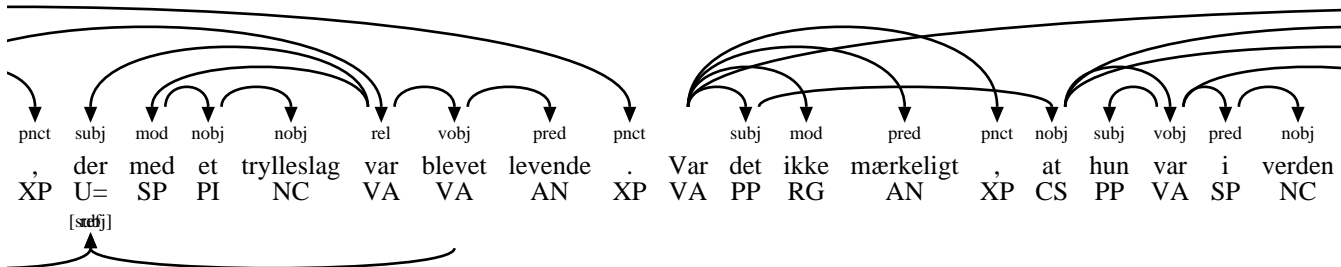 pnct subj mod nobj nobj rel vobj pred pnct subj mod pred pnct nobj subj vobj pred nobj
, der med et trylleslag var blevet levende . Var det ikke mærkeligt , at hun var i verden
XP U= SP PI NC VA VA AN XP VA PP RG AN XP CS PP VA SP NC